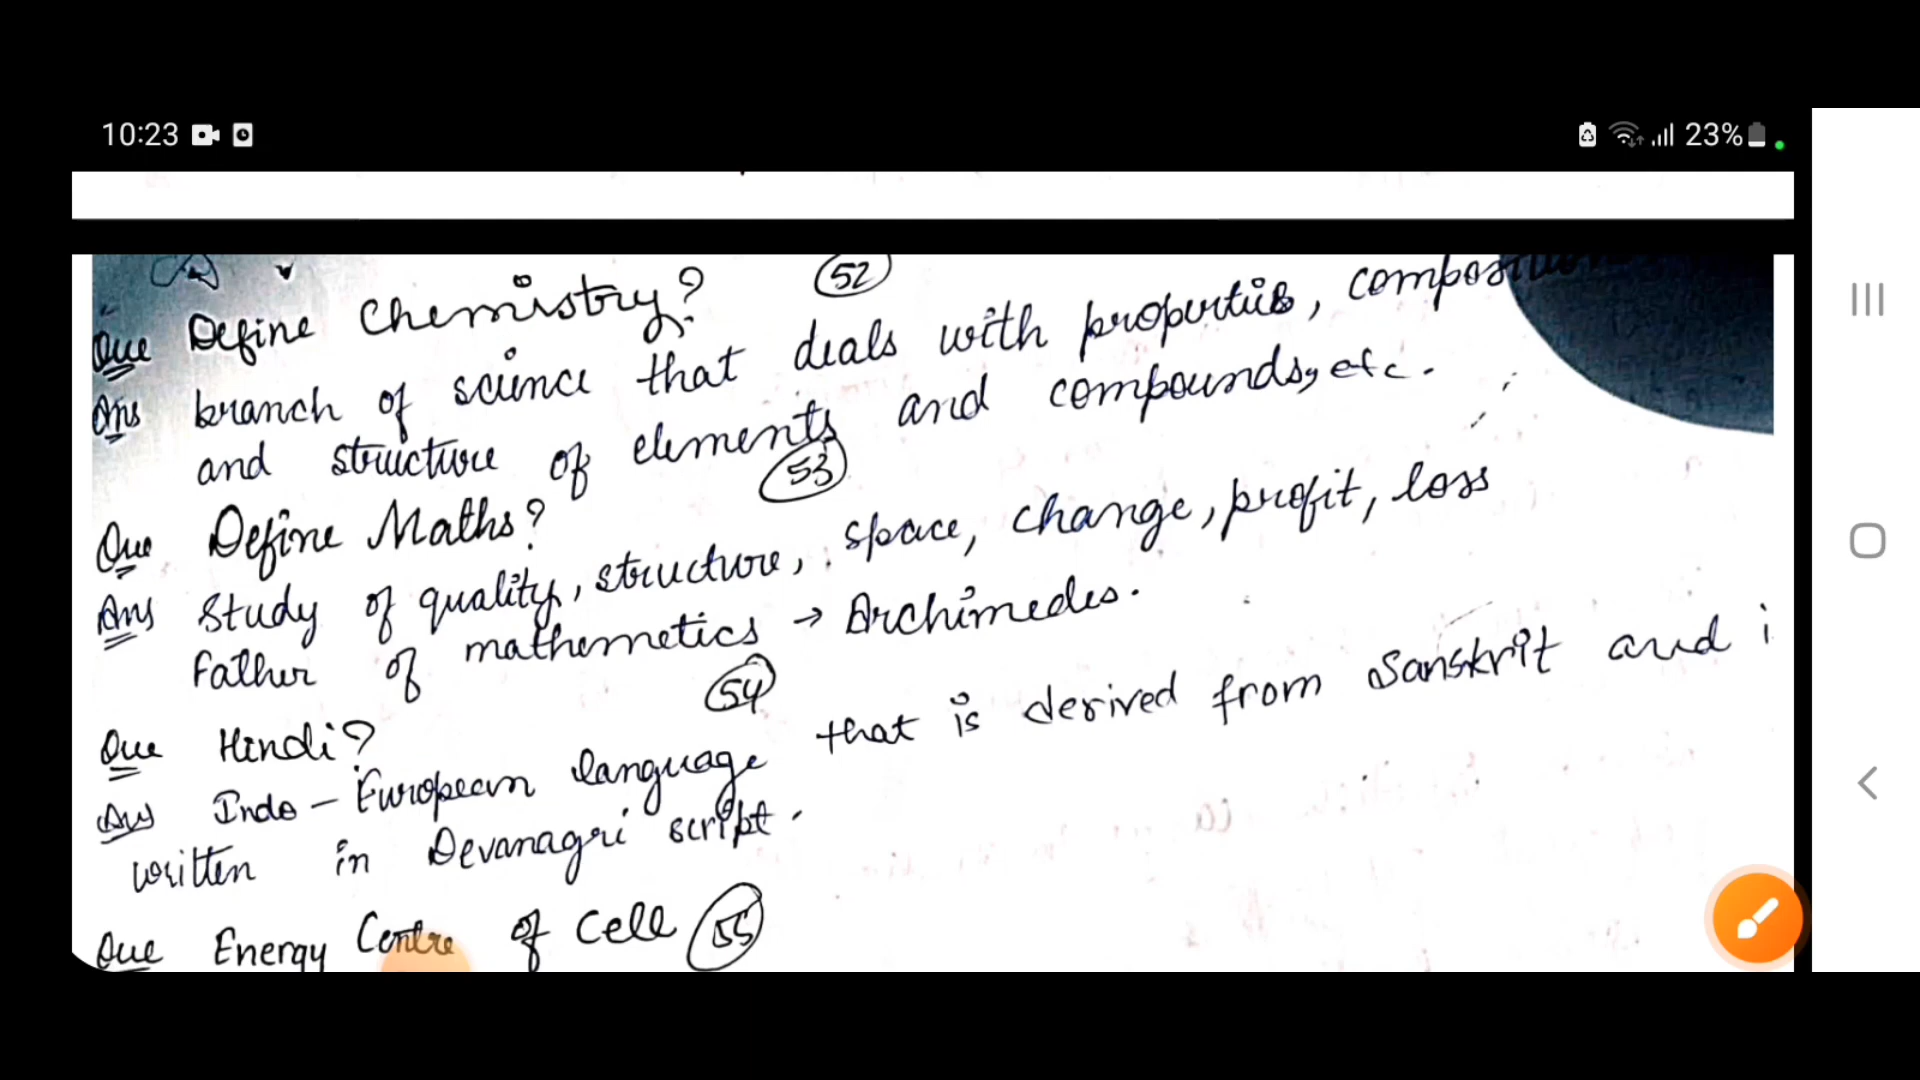 10:23
23%
Que Define Chemistry? 52
Ans branch of science that deals with properties, composition
and structure of elements and compounds, etc.
Que Define Maths? 53
Ans Study of quality, structure, space, change, profit, loss
Father of mathemetics → Archimedes.
Que Hindi? 54
Ans Indo-European language that is derived from Sanskrit and i
written in Devanagri script.
Que Energy Centre of Cell 55